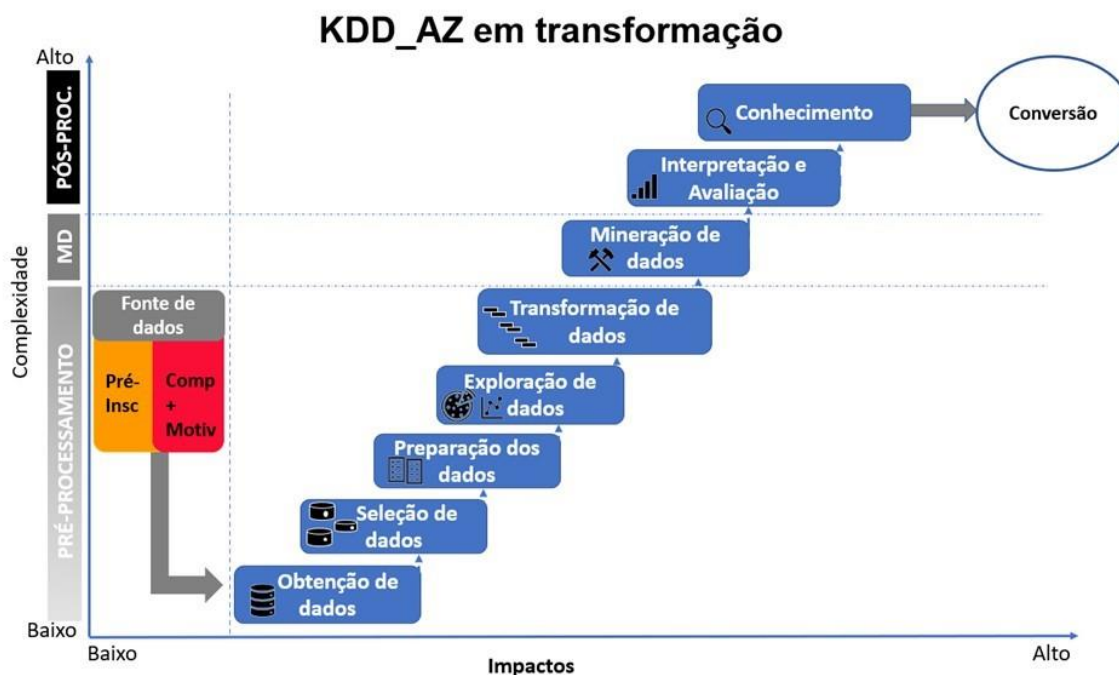 KDD_AZ em transformação
Alto
PÓS-PROC.
MD
PRÉ-PROCESSAMENTO
Complexidade
Conhecimento
Conversão
Interpretação e
Avaliação
Mineração de
dados
Fonte de
dados
Pré-
Insc
Comp
+
Motiv
Transformação de
dados
Exploração de
dados
Preparação dos
dados
Seleção de
dados
Obtenção de
dados
Baixo
Baixo
Impactos
Alto